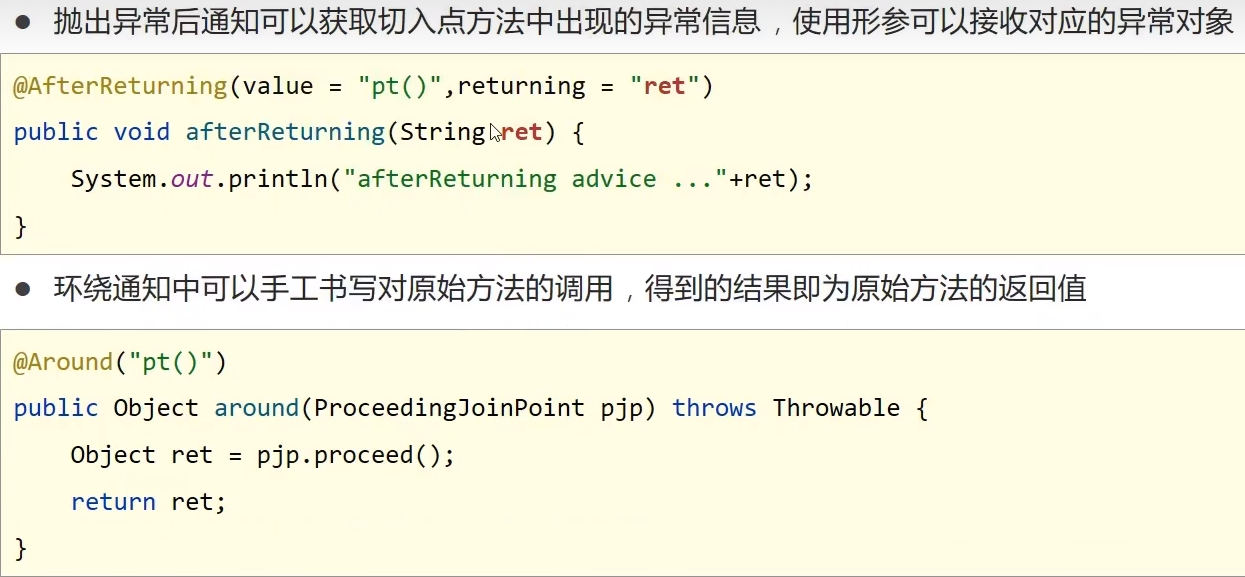 ● 抛出异常后通知可以获取切入点方法中出现的异常信息，使用形参可以接收对应的异常对象
@AfterReturning(value = "pt()",returning = "ret")
public void afterReturning(String ret) {
    System.out.println("afterReturning advice ..."+ret);
}
● 环绕通知中可以手工书写对原始方法的调用，得到的结果即为原始方法的返回值
@Around("pt()")
public Object around(ProceedingJoinPoint pjp) throws Throwable {
    Object ret = pjp.proceed();
    return ret;
}